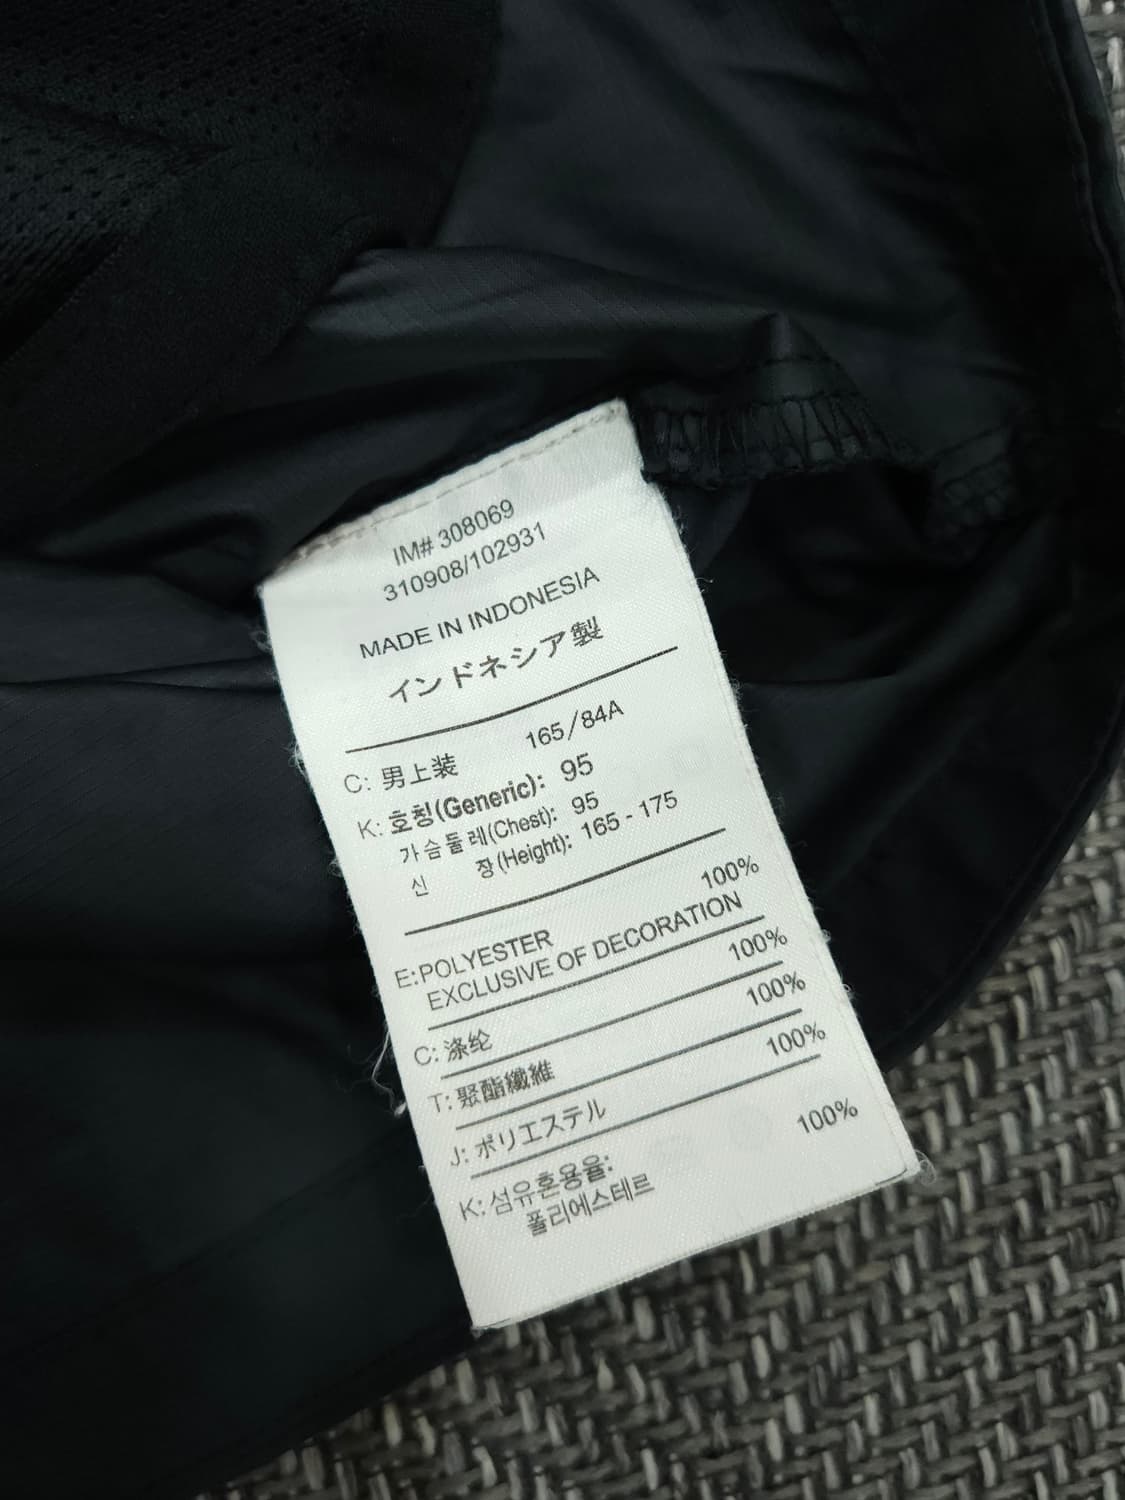 IM# 308069
310908/102931
MADE IN INDONESIA
インドネシア製
C: 男上装 165/84A
K: 호칭(Generic): 95
가슴둘레(Chest): 95
신 장(Height): 165 - 175
E:POLYESTER 100%
EXCLUSIVE OF DECORATION
C: 涤纶 100%
T: 聚酯纖維 100%
J: ポリエステル 100%
K: 섬유혼용율:
폴리에스테르 100%